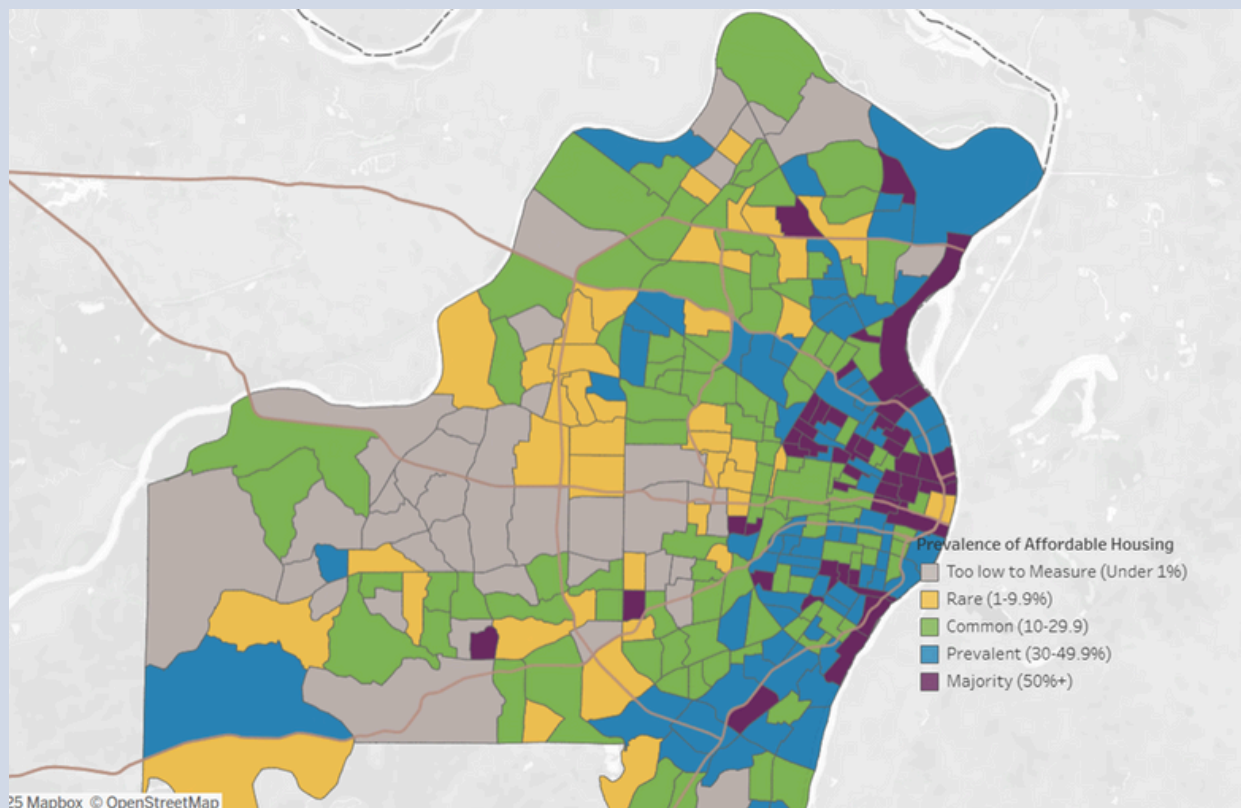 Prevalence of Affordable Housing
Too low to Measure (Under 1%)
Rare (1-9.9%)
Common (10-29.9)
Prevalent (30-49.9%)
Majority (50%+)
25 Mapbox © OpenStreetMap